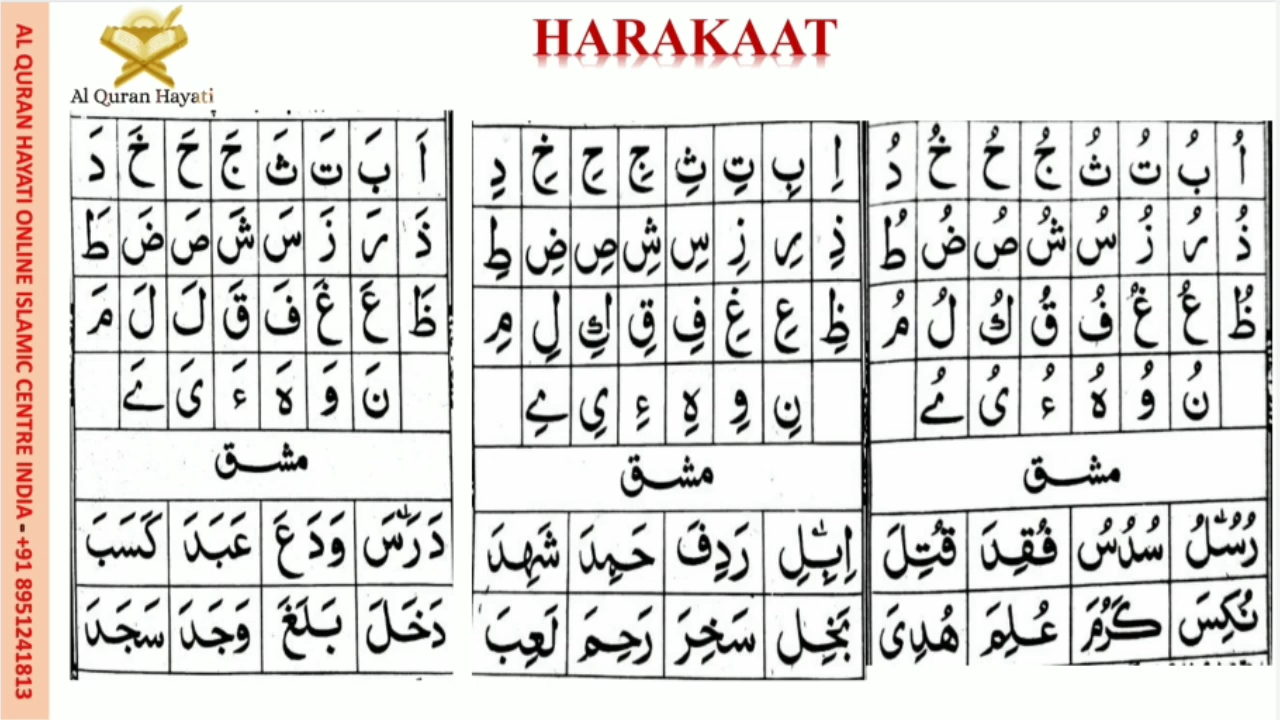 HARAKAAT
Al Quran Hayati
AL QURAN HAYATI ONLINE ISLAMIC CENTRE INDIA - +91 8951241813
اَ بَ تَ ثَ جَ حَ خَ دَ
ذَ رَ زَ سَ شَ صَ ضَ طَ
ظَ عَ غَ فَ قَ لَ لَ مَ
نَ وَ هَ ءَ یَ ےَ
مشق
دَرَسَ وَدَعَ عَبَدَ كَسَبَ
دَخَلَ بَلَغَ وَجَدَ سَجَدَ
اِ بِ تِ ثِ جِ حِ خِ دِ
ذِ رِ زِ سِ شِ صِ ضِ طِ
ظِ عِ غِ فِ قِ كِ لِ مِ
نِ وِ هِ ءِ یِ ےِ
مشق
اِبِلِ رَدِفَ حَمِدَ شَهِدَ
بَخِلَ سَخِرَ رَحِمَ لَعِبَ
اُ بُ تُ ثُ جُ حُ خُ دُ
ذُ رُ زُ سُ شُ صُ ضُ طُ
ظُ عُ غُ فُ قُ كُ لُ مُ
نُ وُ هُ ءُ یُ ےُ
مشق
رُسُلُ سُدُسُ فُقِدَ قُتِلَ
نُكِسَ كَرُمَ عُلِمَ هُدِیَ